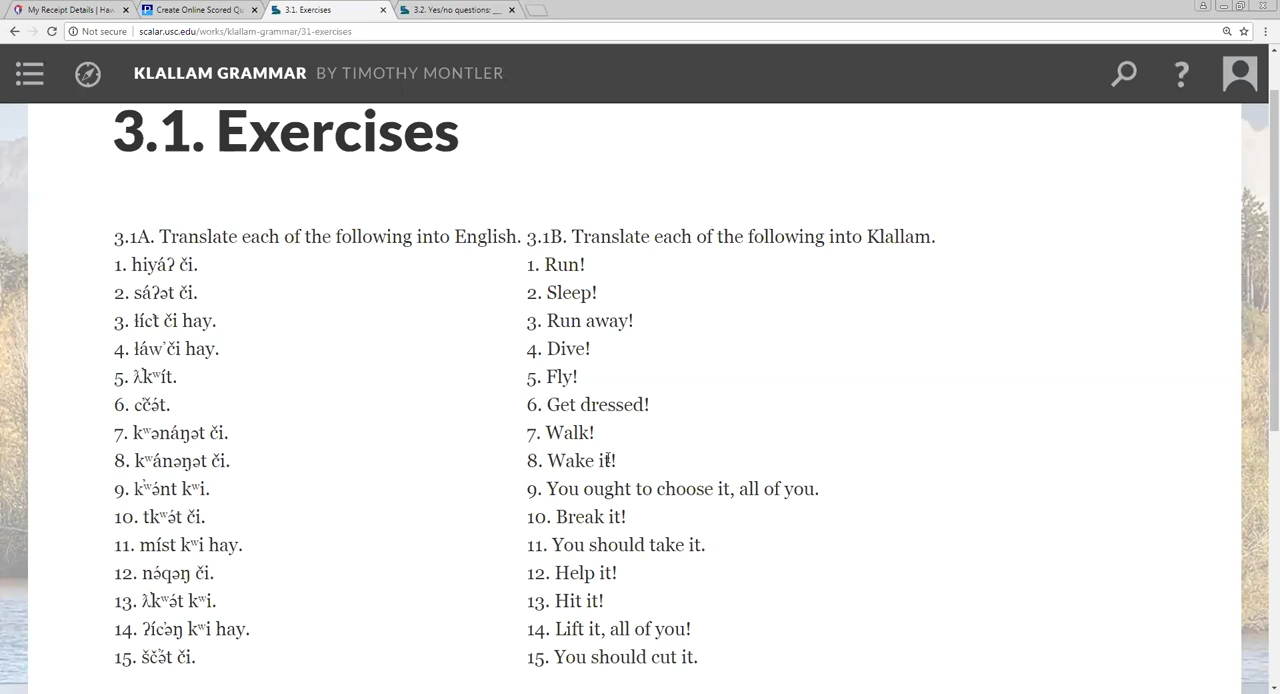 My Receipt Details | Haw
Create Online Scored Qu
3.1. Exercises
3.2. Yes/no questions: __
Not secure | scalar.usc.edu/works/klallam-grammar/31-exercises
KLALLAM GRAMMAR BY TIMOTHY MONTLER
3.1. Exercises
3.1A. Translate each of the following into English. 3.1B. Translate each of the following into Klallam.
1. hiyáʔ či. 1. Run!
2. sáʔət či. 2. Sleep!
3. ɬíct̕ či hay. 3. Run away!
4. ɬáw̓či hay. 4. Dive!
5. ƛ̕kʷít. 5. Fly!
6. cč̕ə́t. 6. Get dressed!
7. kʷənáŋət či. 7. Walk!
8. kʷánəŋət či. 8. Wake it!
9. kʷ̕ə́nt kʷi. 9. You ought to choose it, all of you.
10. tkʷə́t či. 10. Break it!
11. míst kʷi hay. 11. You should take it.
12. nə́qəŋ či. 12. Help it!
13. ƛ̕kʷə́t kʷi. 13. Hit it!
14. ʔíc̓əŋ kʷi hay. 14. Lift it, all of you!
15. šč̓ə́t či. 15. You should cut it.